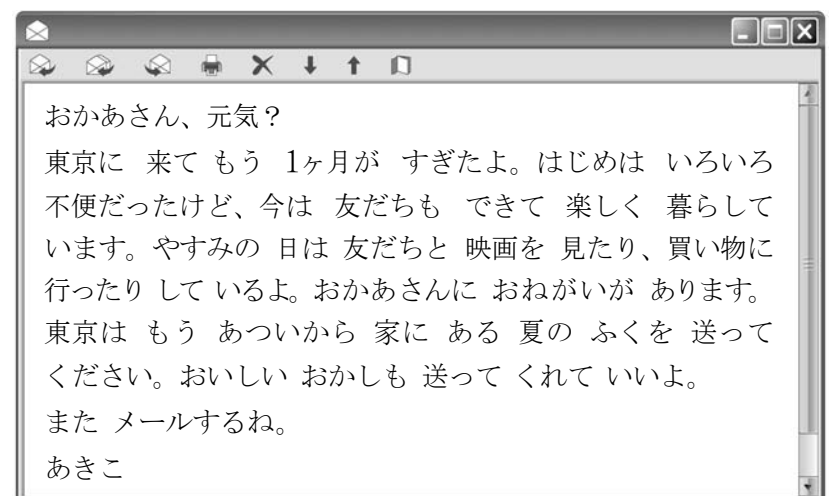 おかあさん、元気？
東京に 来て もう 1ヶ月が すぎたよ。はじめは いろいろ
不便だったけど、今は 友だちも できて 楽しく 暮らして
います。やすみの 日は 友だちと 映画を 見たり、買い物に
行ったり して いるよ。おかあさんに おねがいが あります。
東京は もう あついから 家に ある 夏の ふくを 送って
ください。おいしい おかしも 送って くれて いいよ。
また メールするね。
あきこ